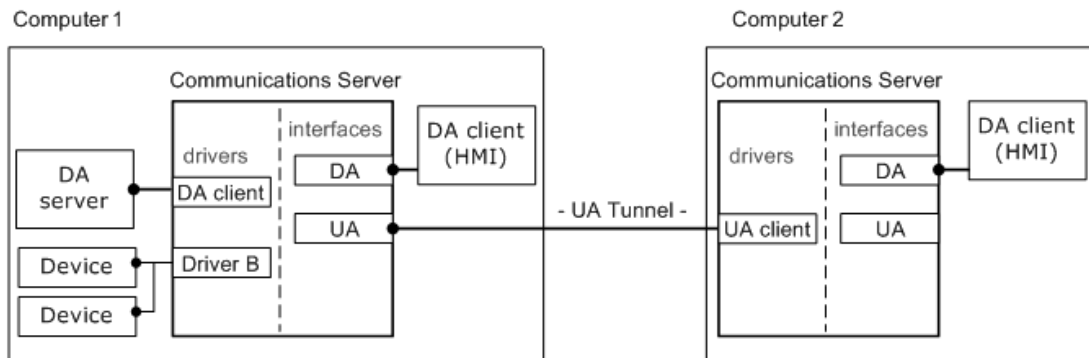 Computer 1
Computer 2
Communications Server
Communications Server
interfaces
DA client
(HMI)
interfaces
DA client
(HMI)
drivers
drivers
DA
DA
DA
server
DA client
- UA Tunnel -
UA
UA client
UA
Device
Driver B
Device